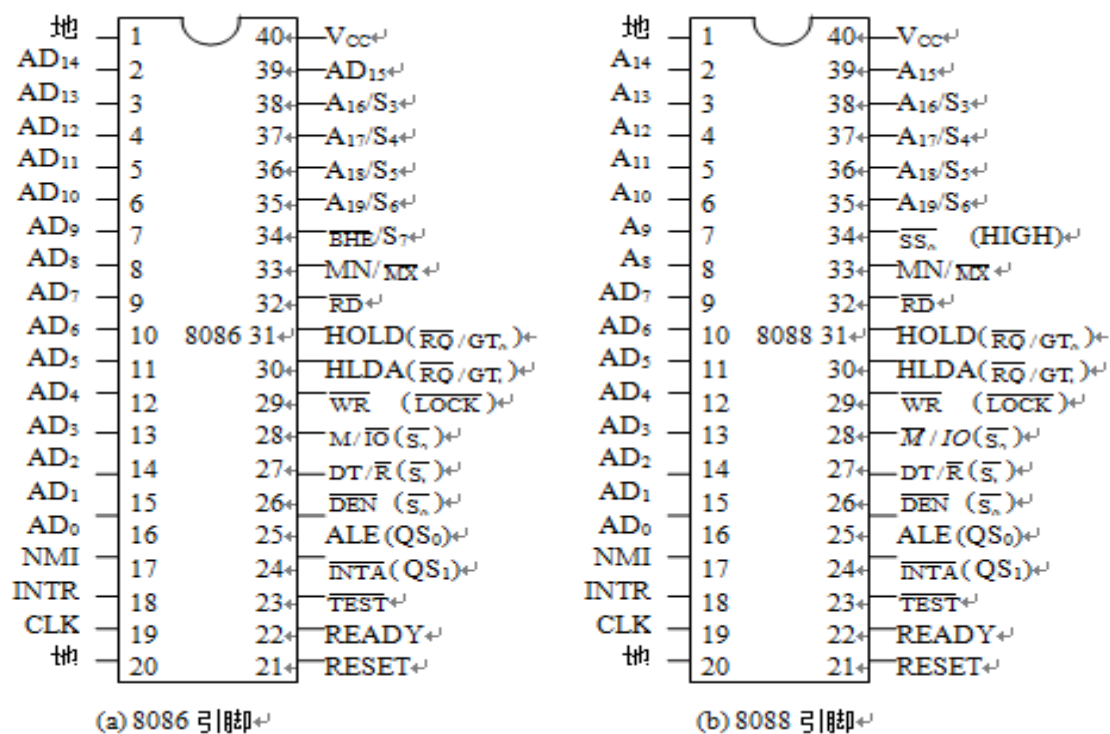 地 1 40 V̅CC 地 1 40 VCC
AD14 2 39 AD15 A14 2 39 A15
AD13 3 38 A16/S3 A13 3 38 A16/S3
AD12 4 37 A17/S4 A12 4 37 A17/S4
AD11 5 36 A18/S5 A11 5 36 A18/S5
AD10 6 35 A19/S6 A10 6 35 A19/S6
AD9 7 34 BHE/S7 A9 7 34 SS0 (HIGH)
AD8 8 33 MN/MX A8 8 33 MN/MX
AD7 9 32 RD AD7 9 32 RD
AD6 10 8086 31 HOLD(RQ/GT0) AD6 10 8088 31 HOLD(RQ/GT0)
AD5 11 30 HLDA(RQ/GT1) AD5 11 30 HLDA(RQ/GT1)
AD4 12 29 WR (LOCK) AD4 12 29 WR (LOCK)
AD3 13 28 M/IO(S2) AD3 13 28 M/IO(S2)
AD2 14 27 DT/R(S1) AD2 14 27 DT/R(S1)
AD1 15 26 DEN (S0) AD1 15 26 DEN (S0)
AD0 16 25 ALE(QS0) AD0 16 25 ALE(QS0)
NMI 17 24 INTA(QS1) NMI 17 24 INTA(QS1)
INTR 18 23 TEST INTR 18 23 TEST
CLK 19 22 READY CLK 19 22 READY
地 20 21 RESET 地 20 21 RESET
(a) 8086 引脚 (b) 8088 引脚